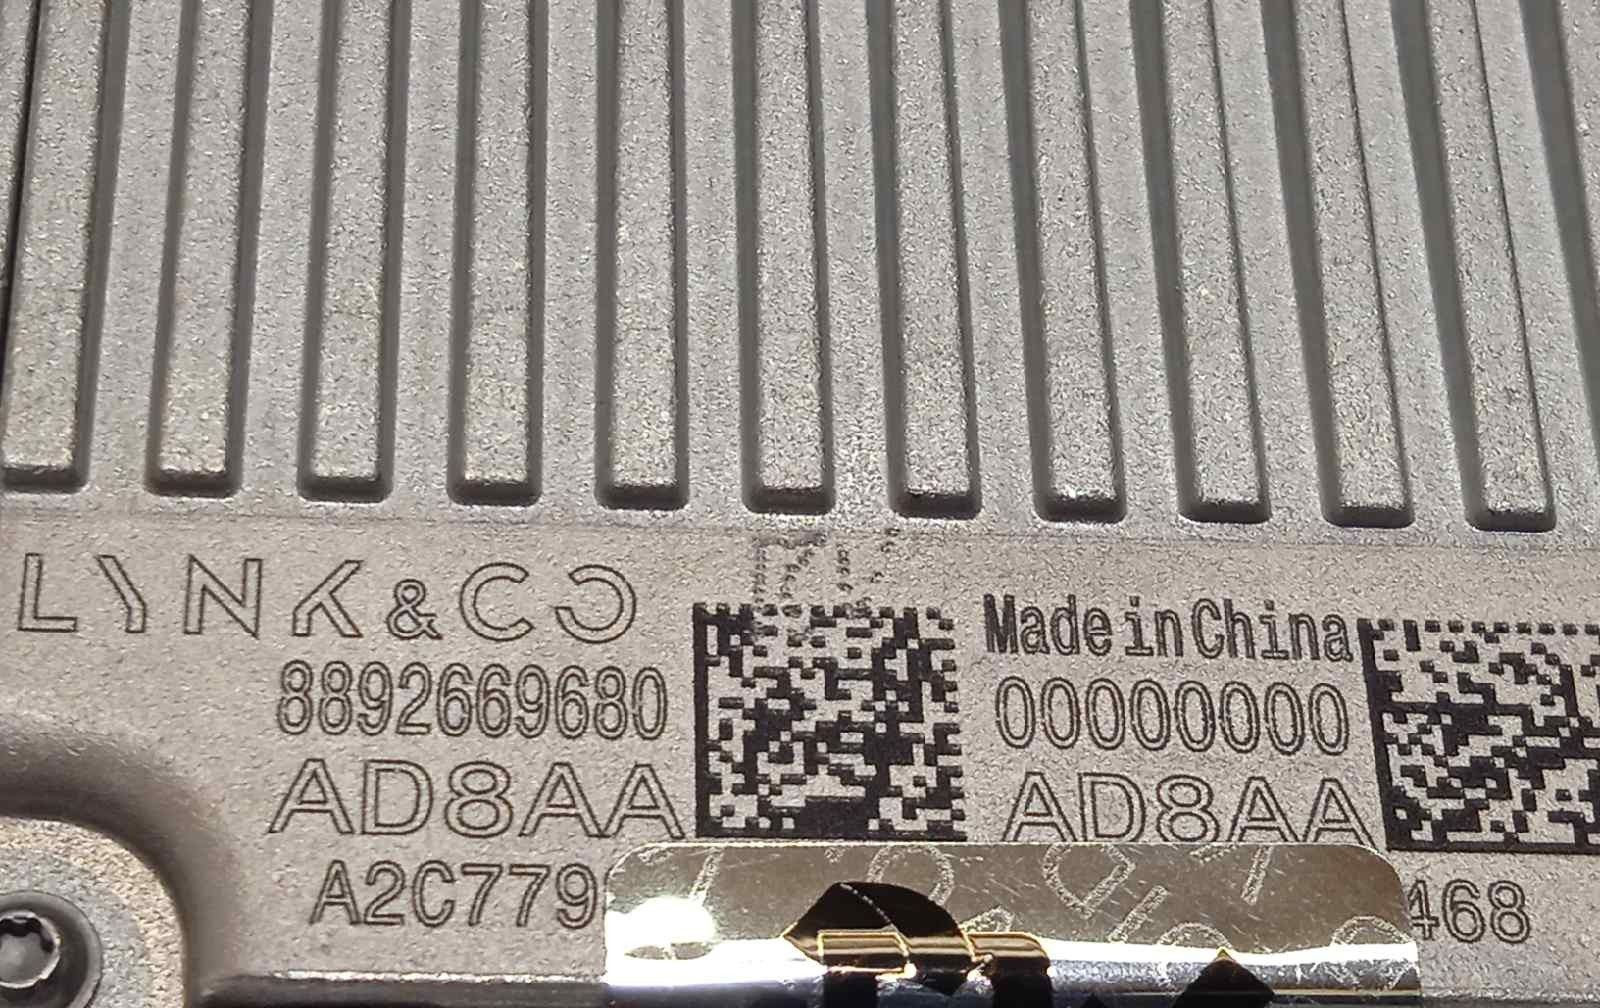 LYNK & CO
8892669680
AD8AA
A2C779
Made in China
00000000
AD8AA
468